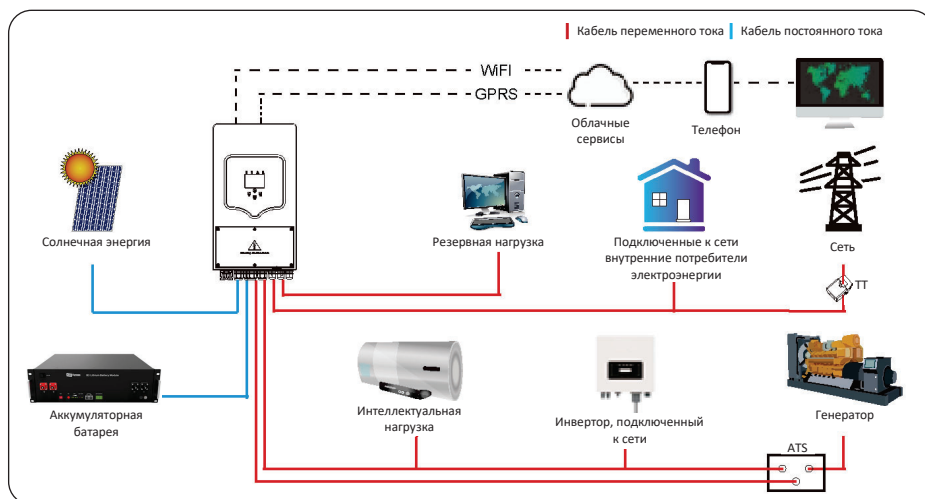 Кабель переменного тока
Кабель постоянного тока
WiFI
GPRS
Облачные
сервисы
Телефон
Солнечная энергия
Резервная нагрузка
Подключенные к сети
внутренние потребители
электроэнергии
Сеть
ТТ
Аккумуляторная
батарея
Интеллектуальная
нагрузка
Инвертор, подключенный
к сети
Генератор
ATS